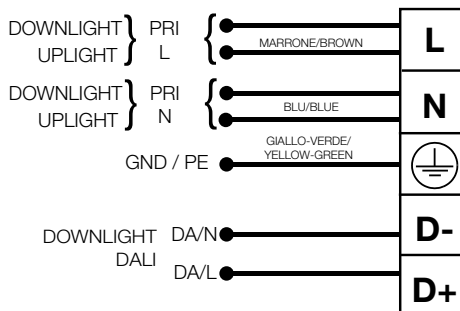 DOWNLIGHT PRI
UPLIGHT L
MARRONE/BROWN
L
DOWNLIGHT PRI
UPLIGHT N
BLU/BLUE
N
GND / PE
GIALLO-VERDE/
YELLOW-GREEN
DOWNLIGHT DA/N
DALI
D-
DA/L
D+